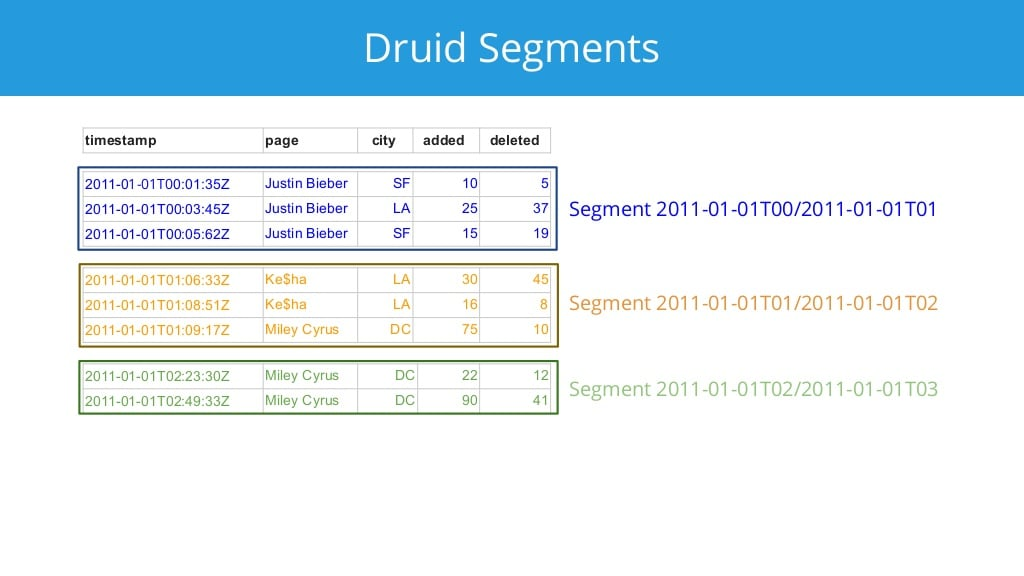 Druid Segments
timestamp page city added deleted
2011-01-01T00:01:35Z Justin Bieber SF 10 5
2011-01-01T00:03:45Z Justin Bieber LA 25 37
2011-01-01T00:05:62Z Justin Bieber SF 15 19
Segment 2011-01-01T00/2011-01-01T01
2011-01-01T01:06:33Z Ke$ha LA 30 45
2011-01-01T01:08:51Z Ke$ha LA 16 8
2011-01-01T01:09:17Z Miley Cyrus DC 75 10
Segment 2011-01-01T01/2011-01-01T02
2011-01-01T02:23:30Z Miley Cyrus DC 22 12
2011-01-01T02:49:33Z Miley Cyrus DC 90 41
Segment 2011-01-01T02/2011-01-01T03